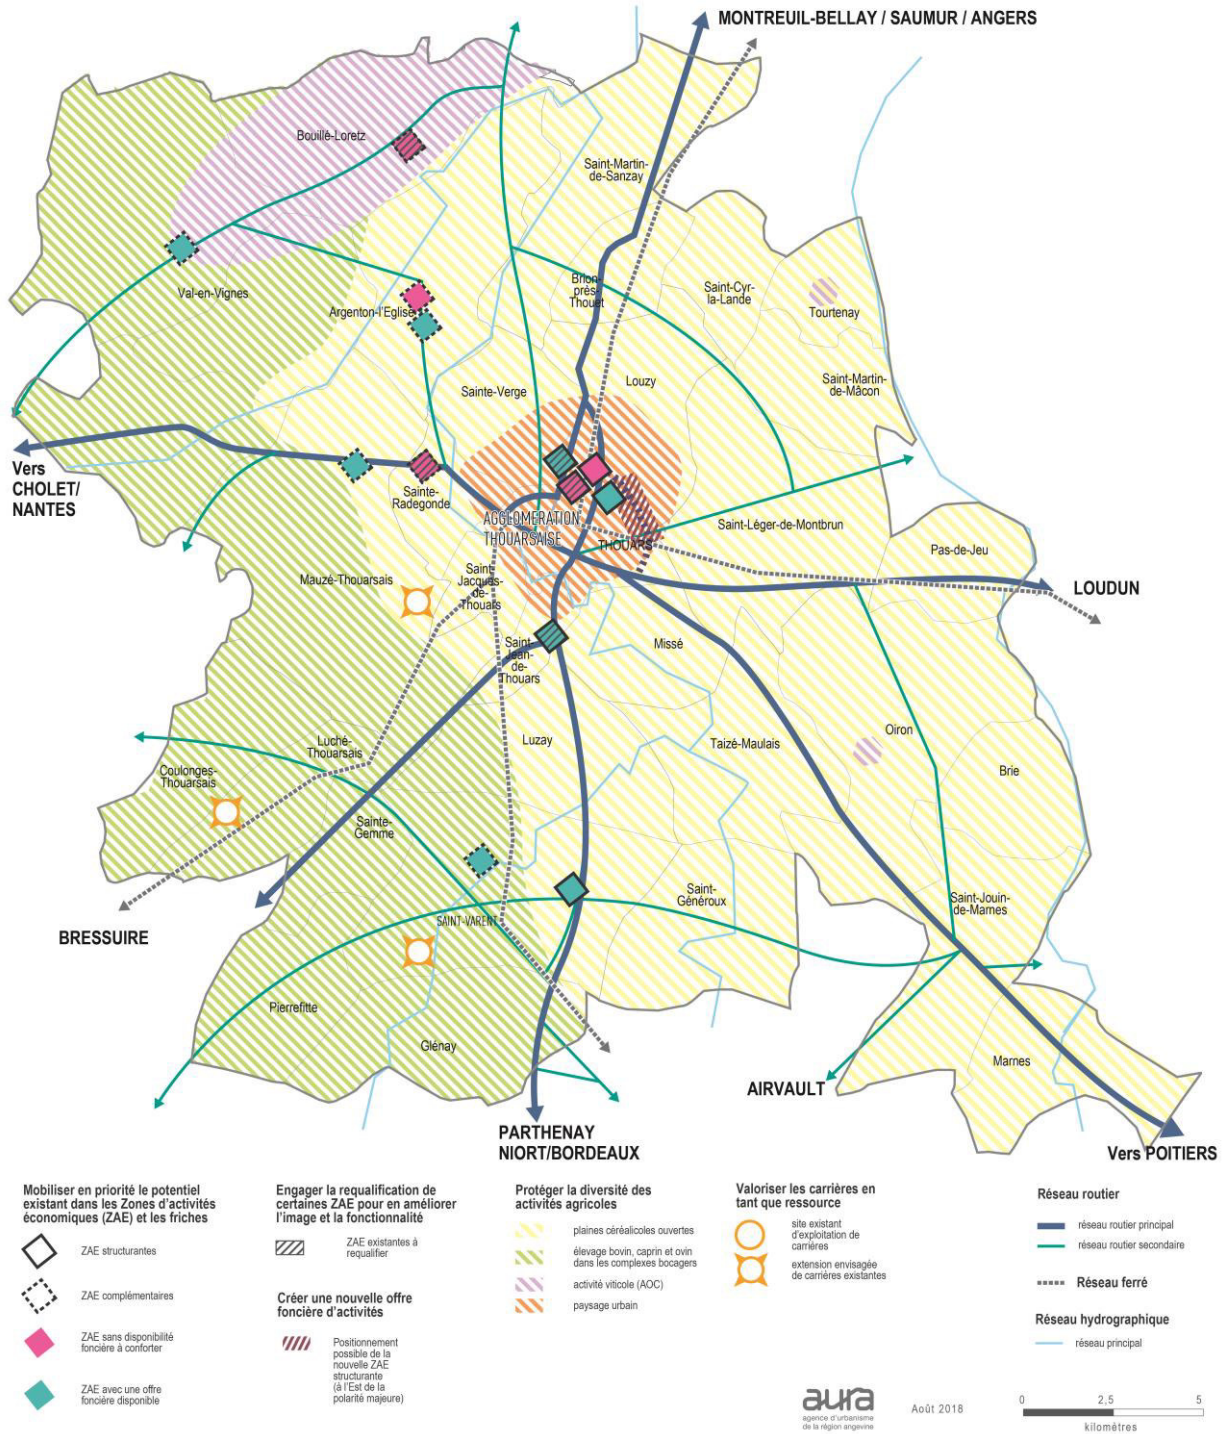 MONTREUIL-BELLAY / SAUMUR / ANGERS
Bouillé-Loretz
Saint-Martin-
de-Sanzay
Val-en-Vignes
Argenton-l'Eglise
Brion-
près-
Thouet
Saint-Cyr-
la-Lande
Tourtenay
Sainte-Verge
Louzy
Saint-Martin-
de-Mâcon
Vers
CHOLET/
NANTES
Sainte-
Radegonde
AGGLOMERATION
THOUARSAISE
THOUARS
Saint-Léger-de-Montbrun
Pas-de-Jeu
LOUDUN
Mauzé-Thouarsais
Saint-
Jacques-
de-
Thouars
Saint-
Jean-
de-
Thouars
Missé
Luzay
Taizé-Maulais
Oiron
Brie
Luché-
Thouarsais
Coulonges-
Thouarsais
Sainte-
Gemme
SAINT-VARENT
Saint-
Généroux
Saint-Jouin-
de-Marnes
BRESSUIRE
Pierrefitte
Glénay
Marnes
AIRVAULT
PARTHENAY
NIORT/BORDEAUX
Vers POITIERS
Mobiliser en priorité le potentiel
existant dans les Zones d'activités
économiques (ZAE) et les friches
ZAE structurantes
ZAE complémentaires
ZAE sans disponibilité
foncière à conforter
ZAE avec une offre
foncière disponible
Engager la requalification de
certaines ZAE pour en améliorer
l'image et la fonctionnalité
ZAE existantes à
requalifier
Créer une nouvelle offre
foncière d'activités
Positionnement
possible de la
nouvelle ZAE
structurante
(à l'Est de la
polarité majeure)
Protéger la diversité des
activités agricoles
plaines céréalicoles ouvertes
élevage bovin, caprin et ovin
dans les complexes bocagers
activité viticole (AOC)
paysage urbain
Valoriser les carrières en
tant que ressource
site existant
d'exploitation de
carrières
extension envisagée
de carrières existantes
Réseau routier
réseau routier principal
réseau routier secondaire
Réseau ferré
Réseau hydrographique
réseau principal
aura
agence d'urbanisme
de la région angevine
Août 2018
0 2,5 5
kilomètres